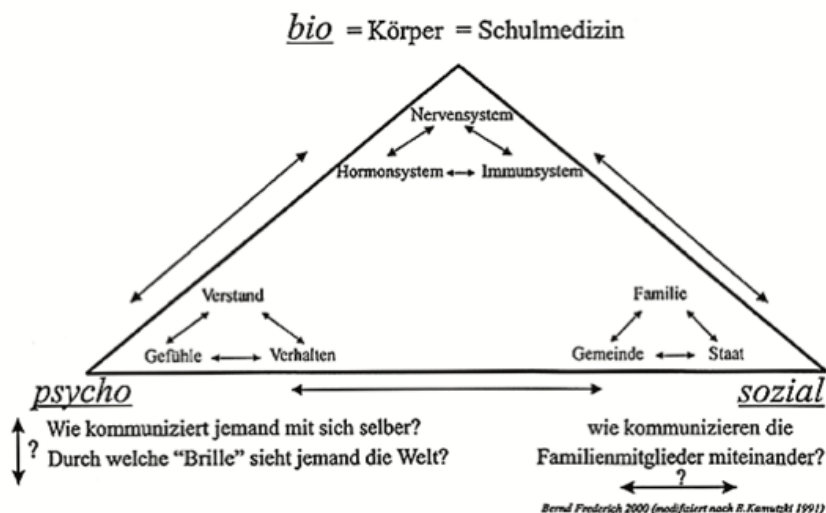 bio = Körper = Schulmedizin
Nervensystem
Hormonsystem Immunsystem
Verstand
Gefühle Verhalten
Familie
Gemeinde Staat
psycho
sozial
? Wie kommuniziert jemand mit sich selber?
Durch welche “Brille” sieht jemand die Welt?
wie kommunizieren die
Familienmitglieder miteinander?
?
Bernd Frederich 2000 (modifiziert nach 1991)